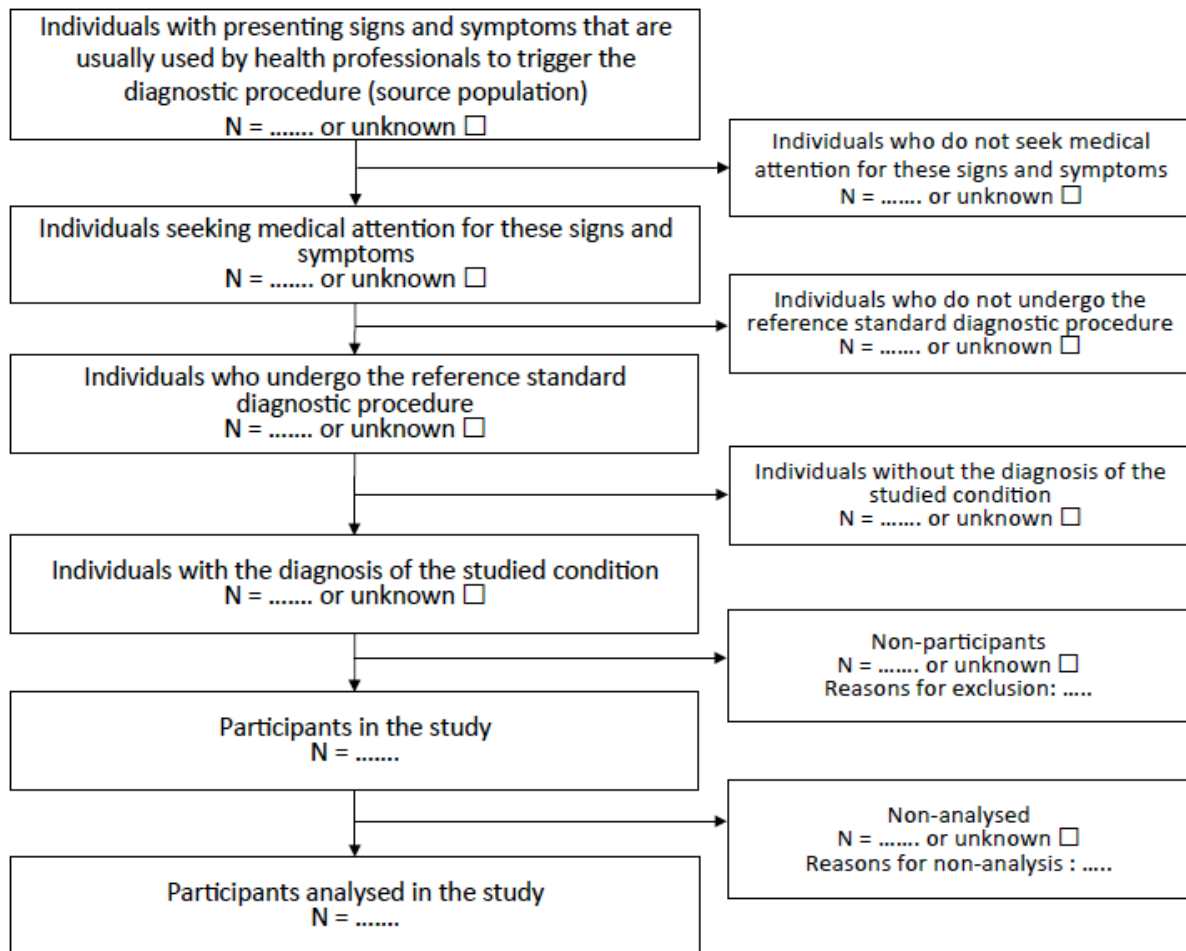 Individuals with presenting signs and symptoms that are
usually used by health professionals to trigger the
diagnostic procedure (source population)
N = ....... or unknown ☐
Individuals who do not seek medical
attention for these signs and symptoms
N = ....... or unknown ☐
Individuals seeking medical attention for these signs and
symptoms
N = ....... or unknown ☐
Individuals who do not undergo the
reference standard diagnostic procedure
N = ....... or unknown ☐
Individuals who undergo the reference standard
diagnostic procedure
N = ....... or unknown ☐
Individuals without the diagnosis of the
studied condition
N = ....... or unknown ☐
Individuals with the diagnosis of the studied condition
N = ....... or unknown ☐
Non-participants
N = ....... or unknown ☐
Reasons for exclusion: .....
Participants in the study
N = .......
Non-analysed
N = ....... or unknown ☐
Reasons for non-analysis : .....
Participants analysed in the study
N = .......